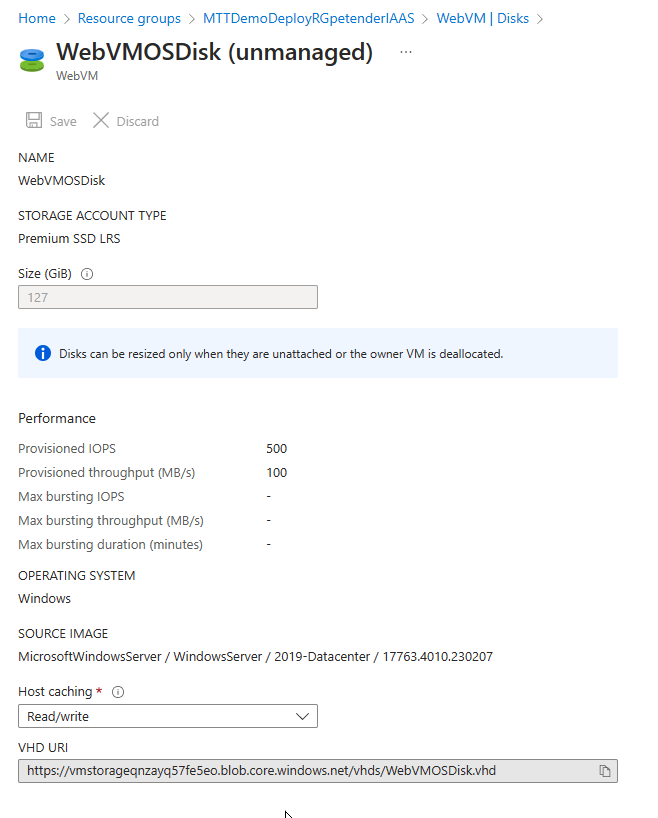 Home > Resource groups > MTTDemoDeployRGpetenderIAAS > WebVM | Disks >
WebVMOSDisk (unmanaged) ...
WebVM
Save Discard
NAME
WebVMOSDisk
STORAGE ACCOUNT TYPE
Premium SSD LRS
Size (GiB)
127
Disks can be resized only when they are unattached or the owner VM is deallocated.
Performance
Provisioned IOPS 500
Provisioned throughput (MB/s) 100
Max bursting IOPS -
Max bursting throughput (MB/s) -
Max bursting duration (minutes) -
OPERATING SYSTEM
Windows
SOURCE IMAGE
MicrosoftWindowsServer / WindowsServer / 2019-Datacenter / 17763.4010.230207
Host caching *
Read/write
VHD URI
https://vmstorageqnzayq57fe5eo.blob.core.windows.net/vhds/WebVMOSDisk.vhd